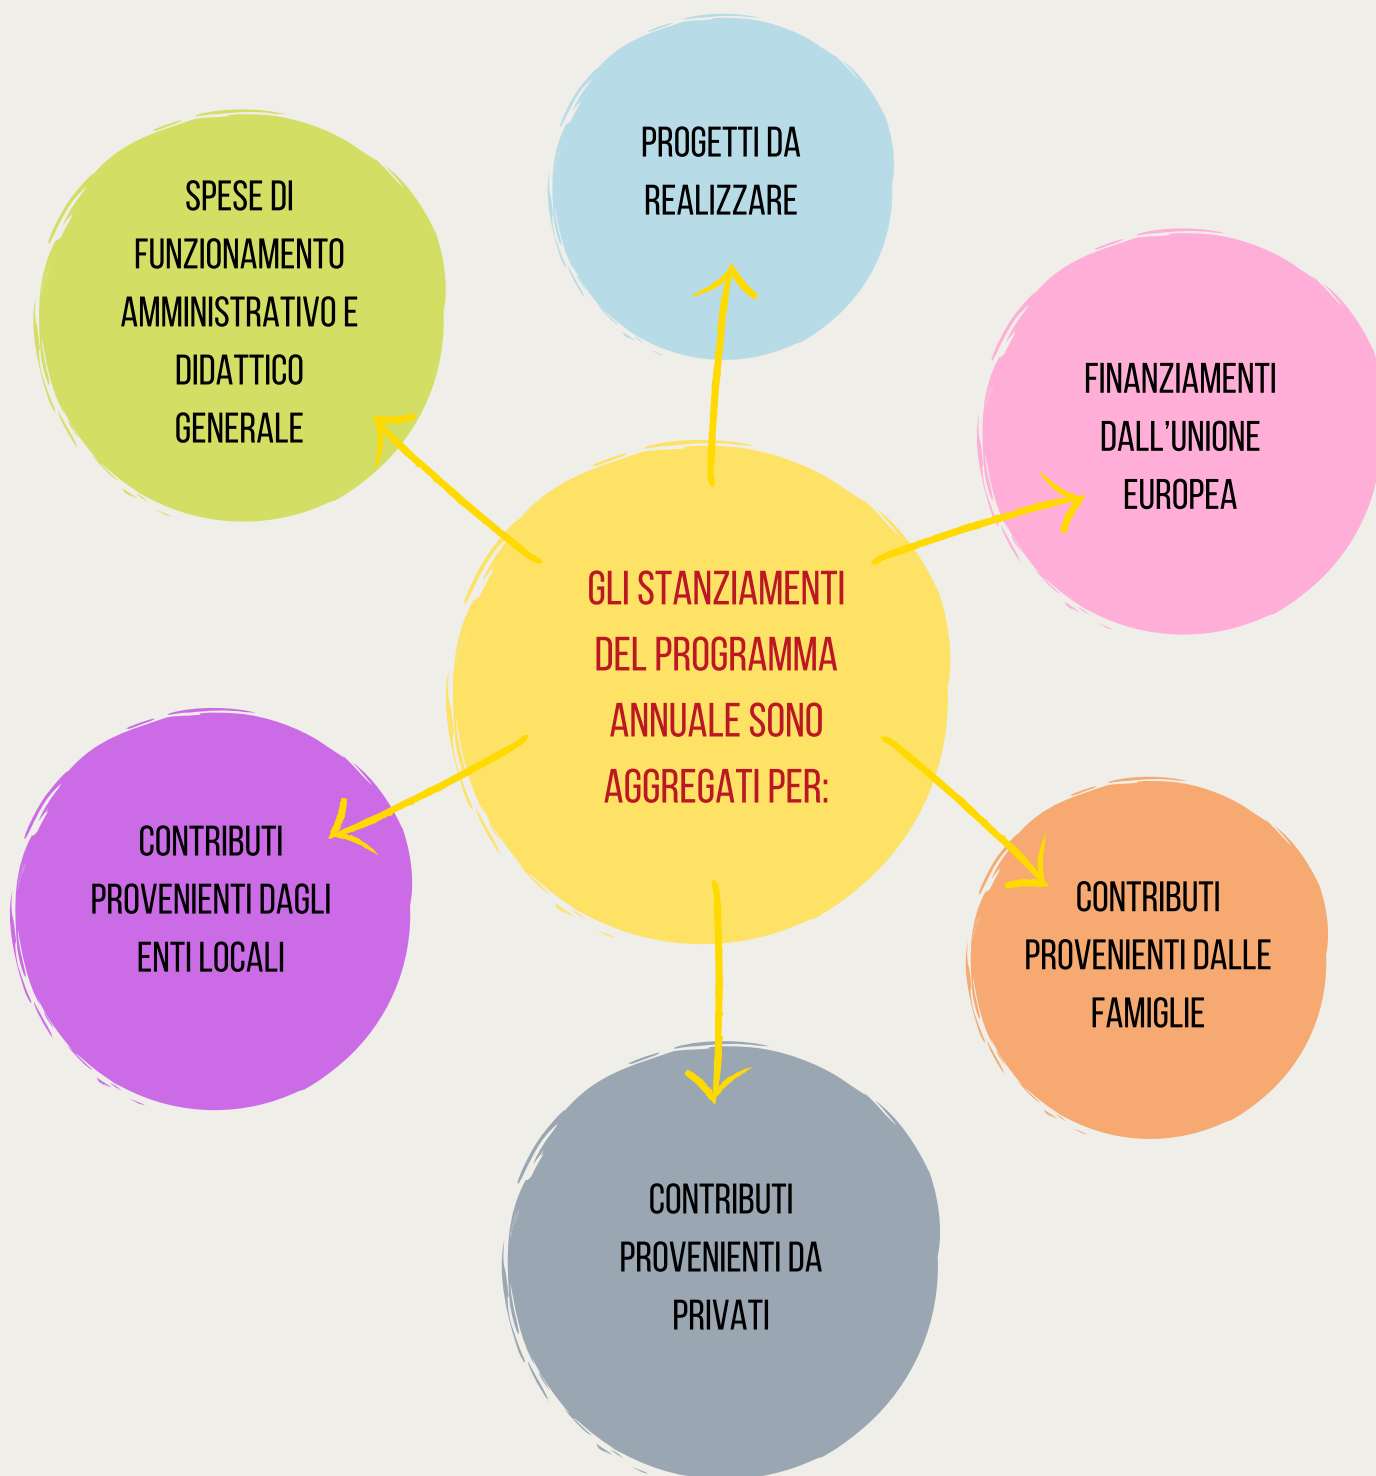 PROGETTI DA
REALIZZARE
SPESE DI
FUNZIONAMENTO
AMMINISTRATIVO E
DIDATTICO
GENERALE
FINANZIAMENTI
DALL'UNIONE
EUROPEA
GLI STANZIAMENTI
DEL PROGRAMMA
ANNUALE SONO
AGGREGATI PER:
CONTRIBUTI
PROVENIENTI DAGLI
ENTI LOCALI
CONTRIBUTI
PROVENIENTI DALLE
FAMIGLIE
CONTRIBUTI
PROVENIENTI DA
PRIVATI